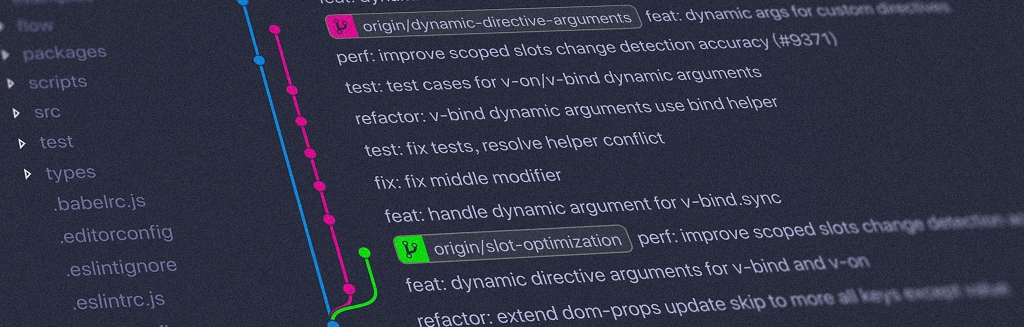 flow
packages
scripts
src
test
types
.babelrc.js
.editorconfig
.eslintignore
.eslintrc.js
origin/dynamic-directive-arguments feat: dynamic args for custom directives
perf: improve scoped slots change detection accuracy (#9371)
test: test cases for v-on/v-bind dynamic arguments
refactor: v-bind dynamic arguments use bind helper
test: fix tests, resolve helper conflict
fix: fix middle modifier
feat: handle dynamic argument for v-bind.sync
origin/slot-optimization perf: improve scoped slots change detection
feat: dynamic directive arguments for v-bind and v-on
refactor: extend dom-props update skip to more all keys except value